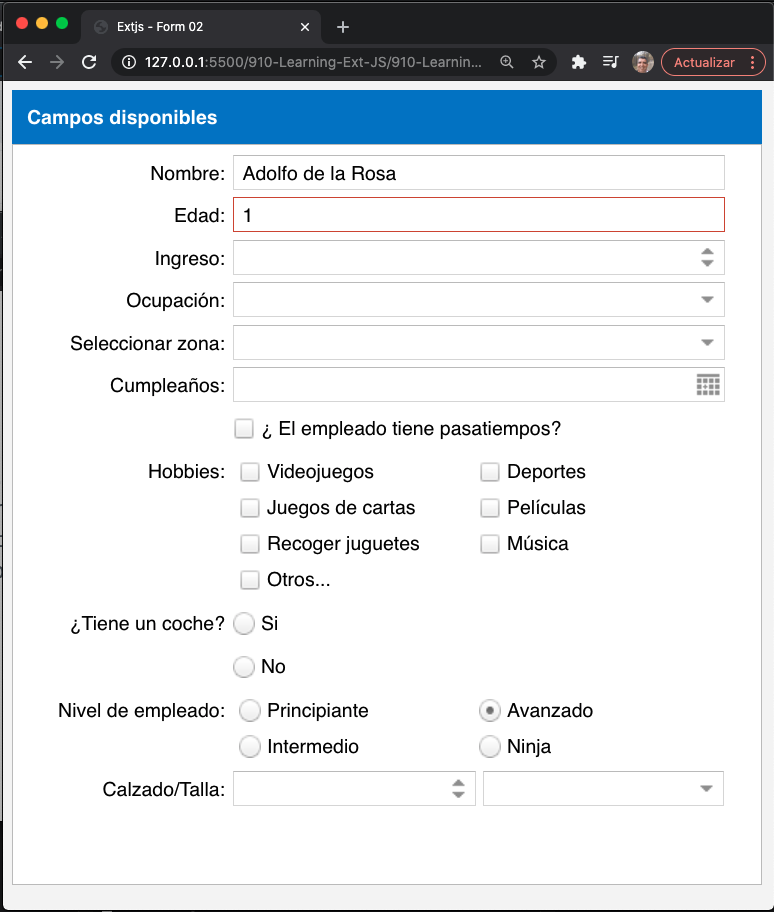 Extjs - Form 02
127.0.0.1:5500/910-Learning-Ext-JS/910-Learnin...
Actualizar
Campos disponibles
Nombre: Adolfo de la Rosa
Edad: 1
Ingreso:
Ocupación:
Seleccionar zona:
Cumpleaños:
¿ El empleado tiene pasatiempos?
Hobbies: Videojuegos Deportes
Juegos de cartas Películas
Recoger juguetes Música
Otros...
¿Tiene un coche? Si
No
Nivel de empleado: Principiante Avanzado
Intermedio Ninja
Calzado/Talla: